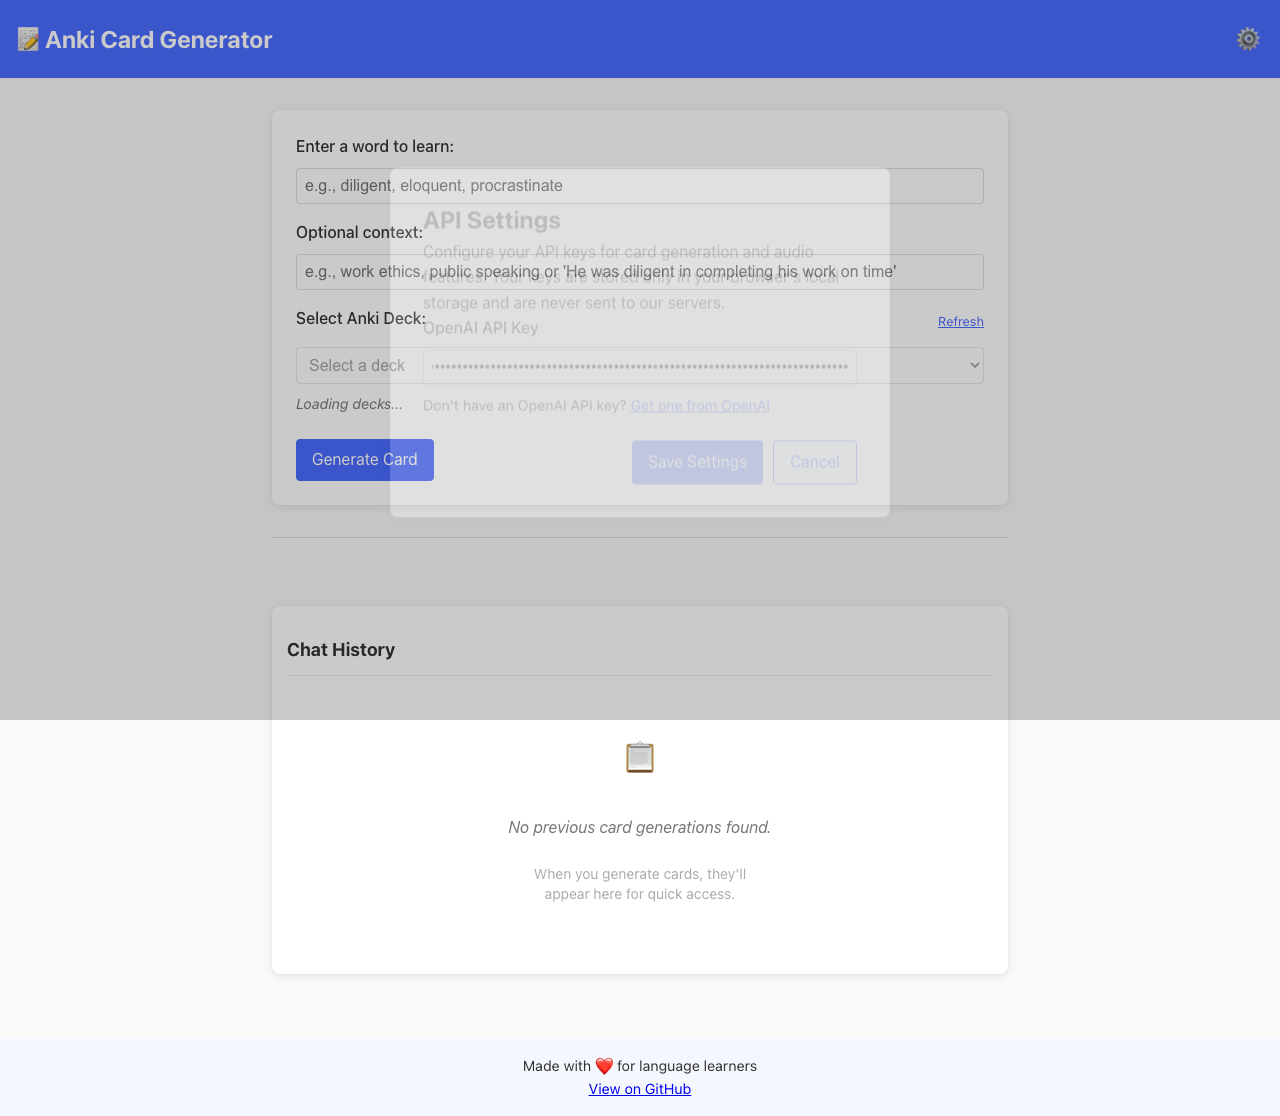 Anki Card Generator
Enter a word to learn:
e.g., diligent, eloquent, procrastinate
API Settings
Optional context:
Configure your API keys for card generation and audio
e.g., work ethics, public speaking or 'He was diligent in completing his work on time'
features. Your keys are stored only in your browser's local
storage and are never sent to our servers.
Select Anki Deck:
Refresh
OpenAI API Key
Select a deck
Loading decks...
Don't have an OpenAI API key? Get one from OpenAI
Generate Card
Save Settings
Cancel
Chat History
No previous card generations found.
When you generate cards, they'll
appear here for quick access.
Made with ❤️ for language learners
View on GitHub